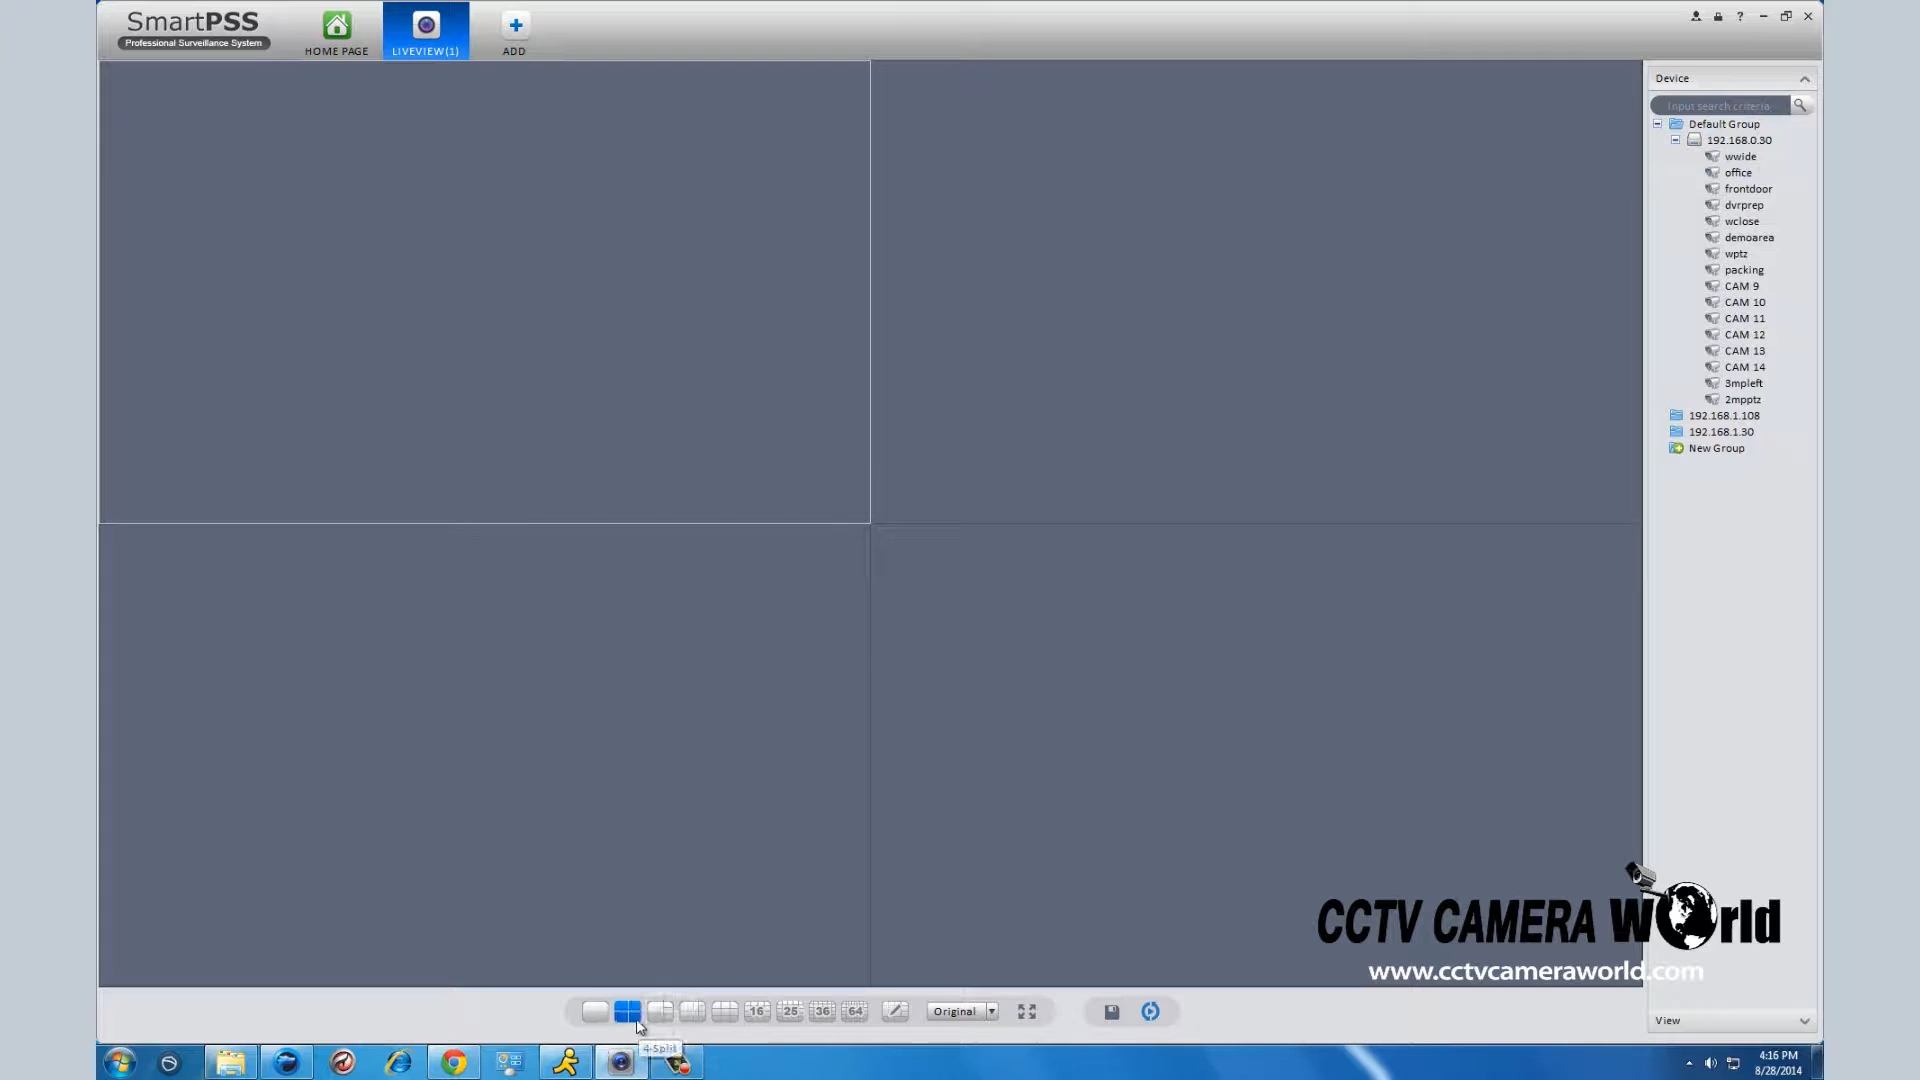 SmartPSS
Professional Surveillance System
HOME PAGE
LIVEVIEW(1)
ADD
?
Device
Input search criteria
Default Group
192.168.0.30
wwide
office
frontdoor
dvrprep
wclose
demoarea
wptz
packing
CAM 9
CAM 10
CAM 11
CAM 12
CAM 13
CAM 14
3mpleft
2mpptz
192.168.1.108
192.168.1.30
New Group
CCTV CAMERA World
www.cctvcameraworld.com
16 25 36 64
Original
View
4-Split
4:16 PM
8/28/2014